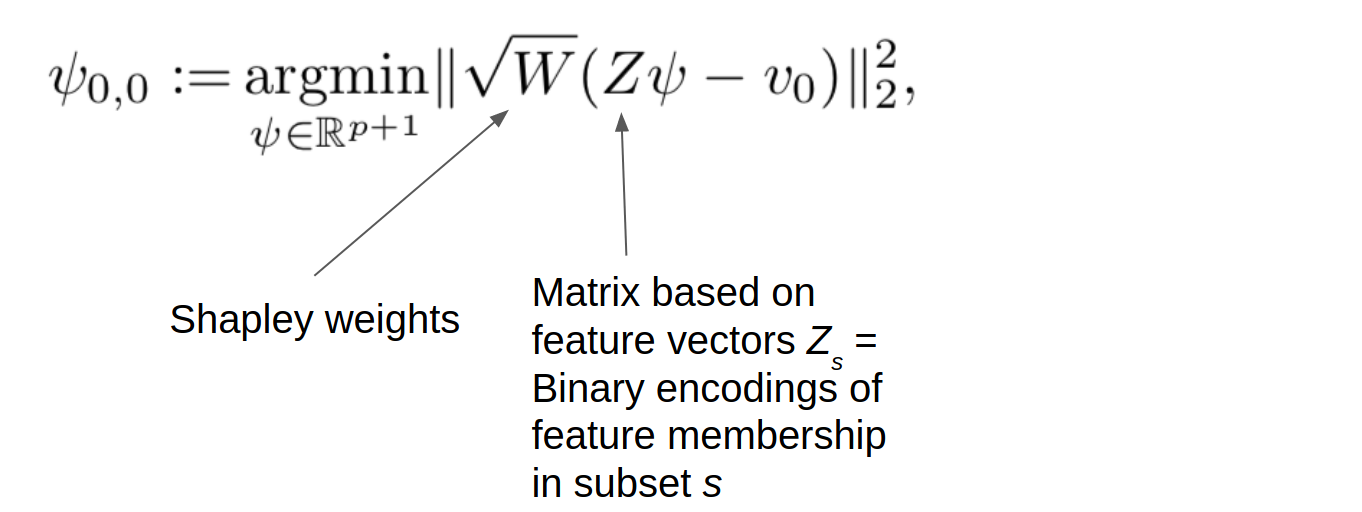 ψ₀,₀ := argmin‖√W(Zψ − v₀)‖₂²,
ψ∈ℝᵖ⁺¹
Shapley weights
Matrix based on
feature vectors Zₛ =
Binary encodings of
feature membership
in subset s